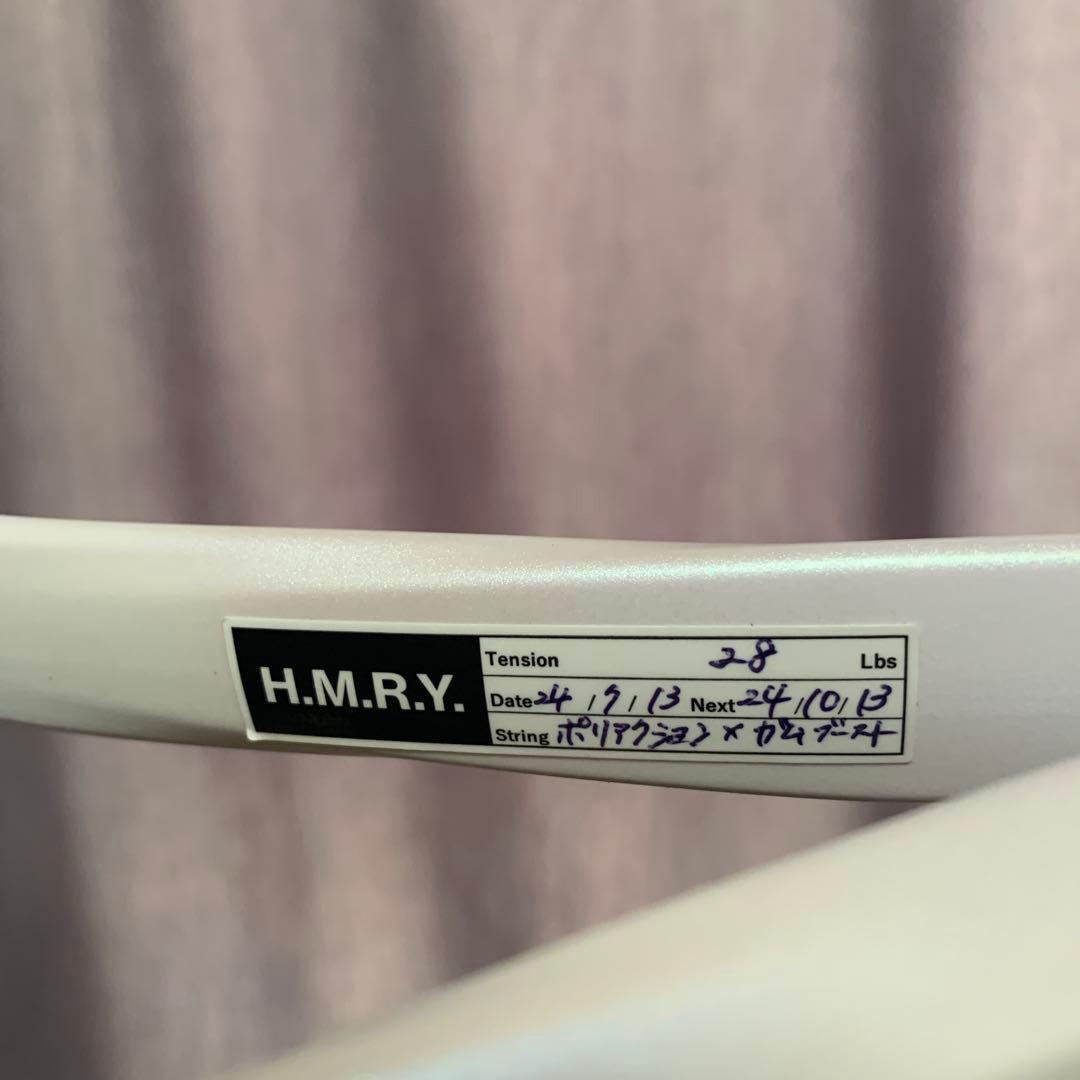 H.M.R.Y.
Tension 28 Lbs
Date 24/7/13 Next 24/10/13
String ポリアクション×ガムブースト